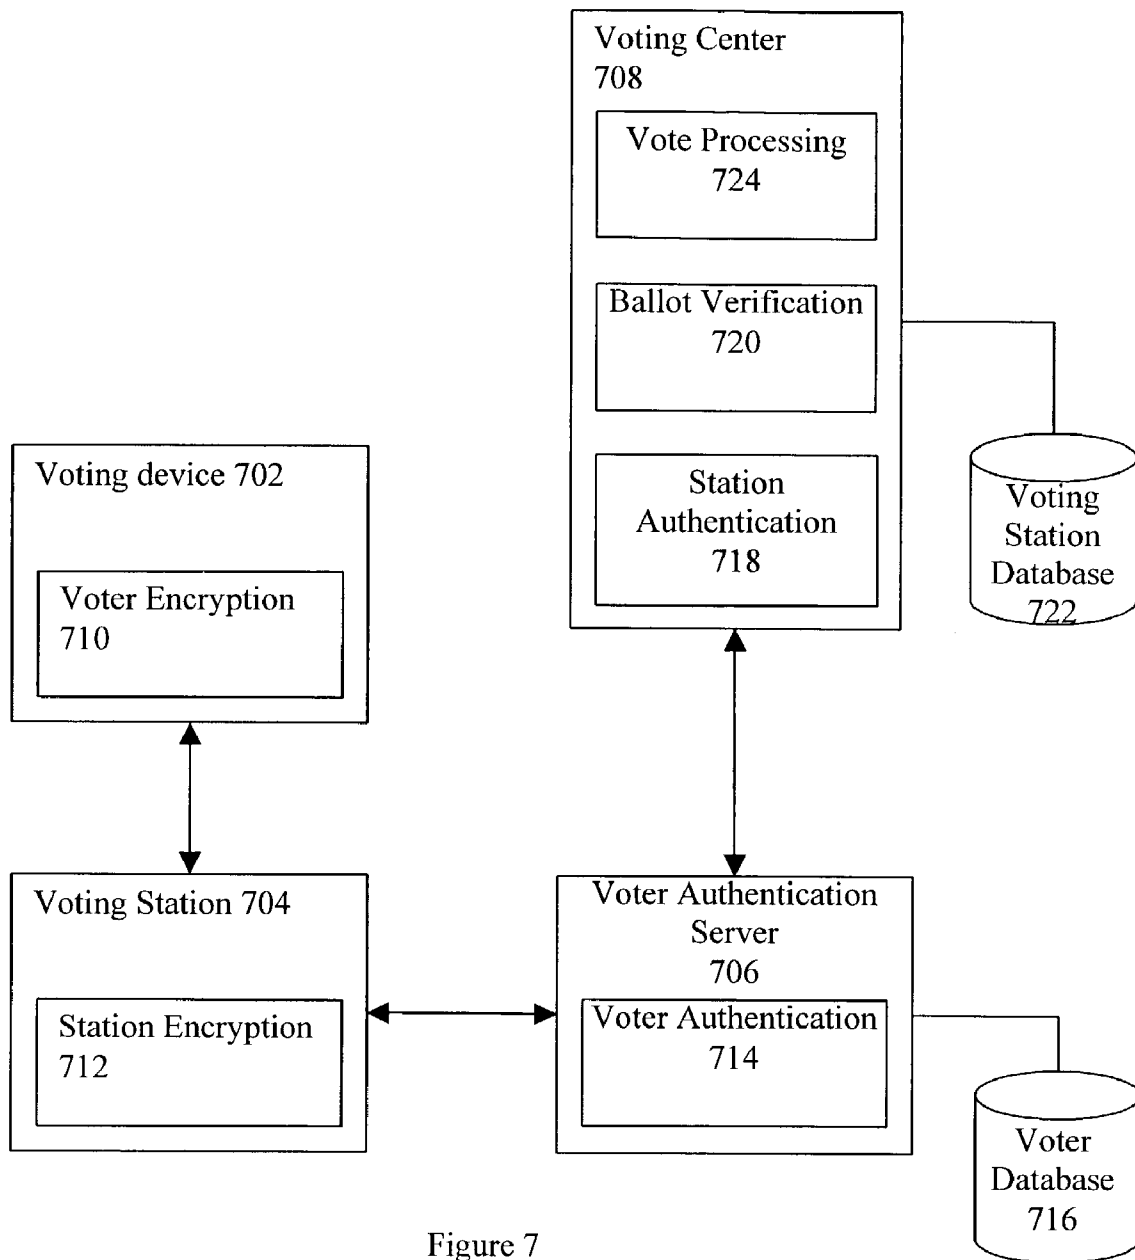 Voting Center
708
Vote Processing
724
Ballot Verification
720
Station
Authentication
718
Voting
Station
Database
722
Voting device 702
Voter Encryption
710
Voting Station 704
Station Encryption
712
Voter Authentication
Server
706
Voter Authentication
714
Voter
Database
716
Figure 7